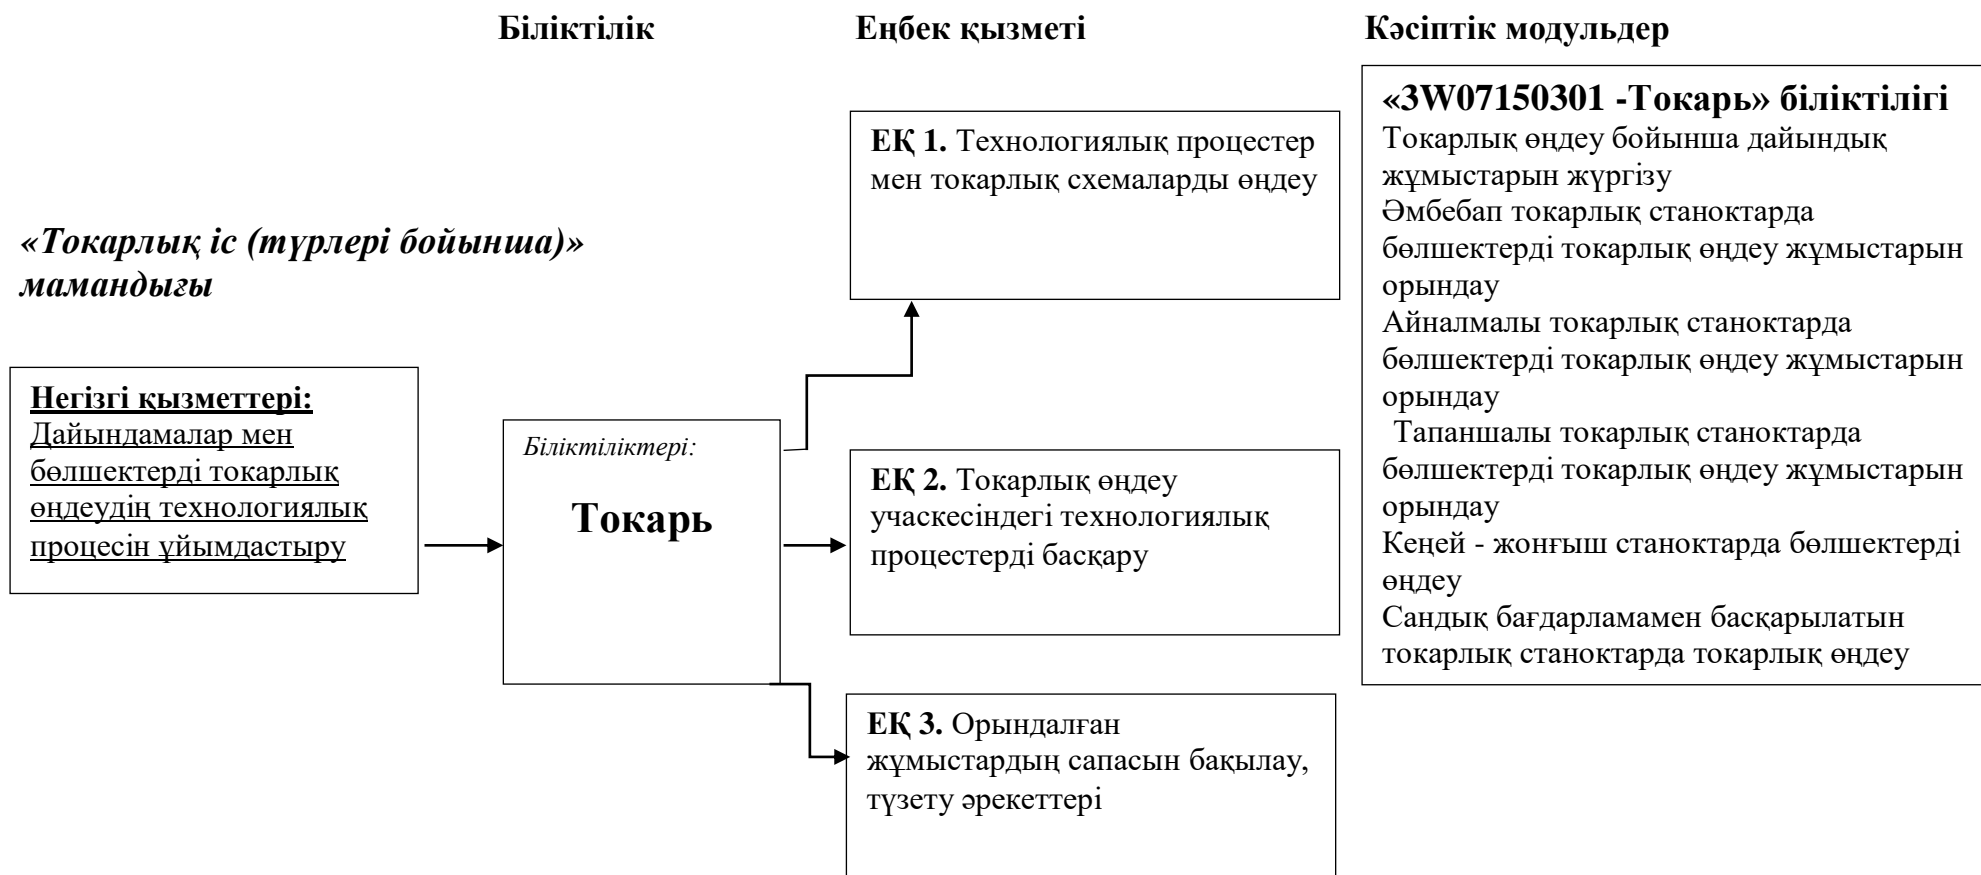 Біліктілік
Еңбек қызметі
Кәсіптік модульдер
«Токарлық іс (түрлері бойынша)»
мамандығы
Негізгі қызметтері:
Дайындамалар мен
бөлшектерді токарлық
өңдеудің технологиялық
процесін ұйымдастыру
Біліктіліктері:
Токарь
ЕҚ 1. Технологиялық процестер
мен токарлық схемаларды өңдеу
ЕҚ 2. Токарлық өңдеу
учаскесіндегі технологиялық
процестерді басқару
ЕҚ 3. Орындалған
жұмыстардың сапасын бақылау,
түзету әрекеттері
«3W07150301 -Токарь» біліктілігі
Токарлық өңдеу бойынша дайындық
жұмыстарын жүргізу
Әмбебап токарлық станоктарда
бөлшектерді токарлық өңдеу жұмыстарын
орындау
Айналмалы токарлық станоктарда
бөлшектерді токарлық өңдеу жұмыстарын
орындау
Тапаншалы токарлық станоктарда
бөлшектерді токарлық өңдеу жұмыстарын
орындау
Кеңей - жонғыш станоктарда бөлшектерді
өңдеу
Сандық бағдарламамен басқарылатын
токарлық станоктарда токарлық өңдеу